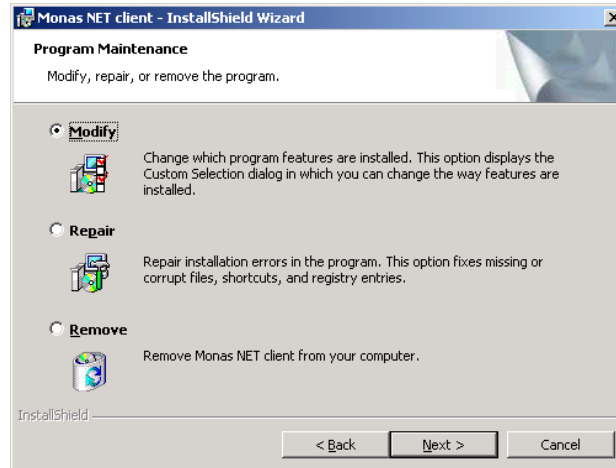 Monas NET client - InstallShield Wizard
Program Maintenance
Modify, repair, or remove the program.
Modify
Change which program features are installed. This option displays the
Custom Selection dialog in which you can change the way features are
installed.
Repair
Repair installation errors in the program. This option fixes missing or
corrupt files, shortcuts, and registry entries.
Remove
Remove Monas NET client from your computer.
InstallShield
< Back Next > Cancel